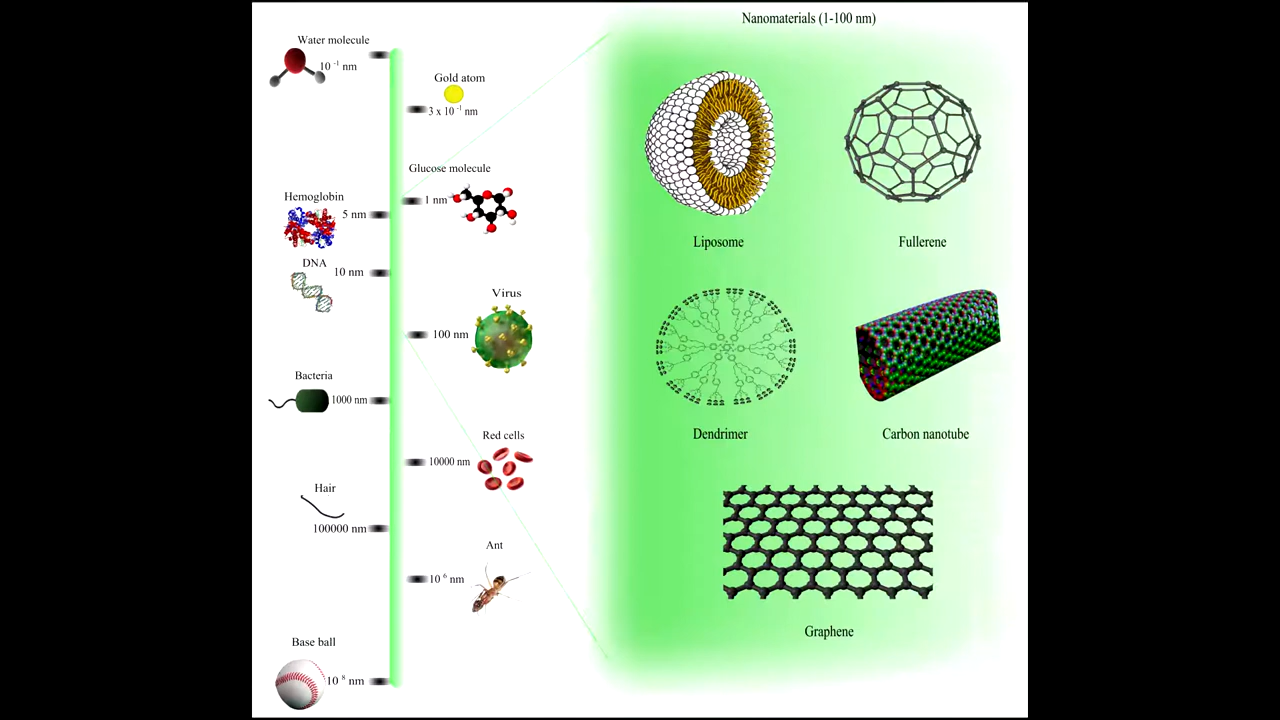 Nanomaterials (1-100 nm)
Water molecule
10 -1 nm
Gold atom
3 x 10 -1 nm
Glucose molecule
1 nm
Hemoglobin
5 nm
DNA
10 nm
Virus
100 nm
Bacteria
1000 nm
Red cells
10000 nm
Hair
100000 nm
Ant
10 6 nm
Base ball
10 8 nm
Liposome
Fullerene
Dendrimer
Carbon nanotube
Graphene